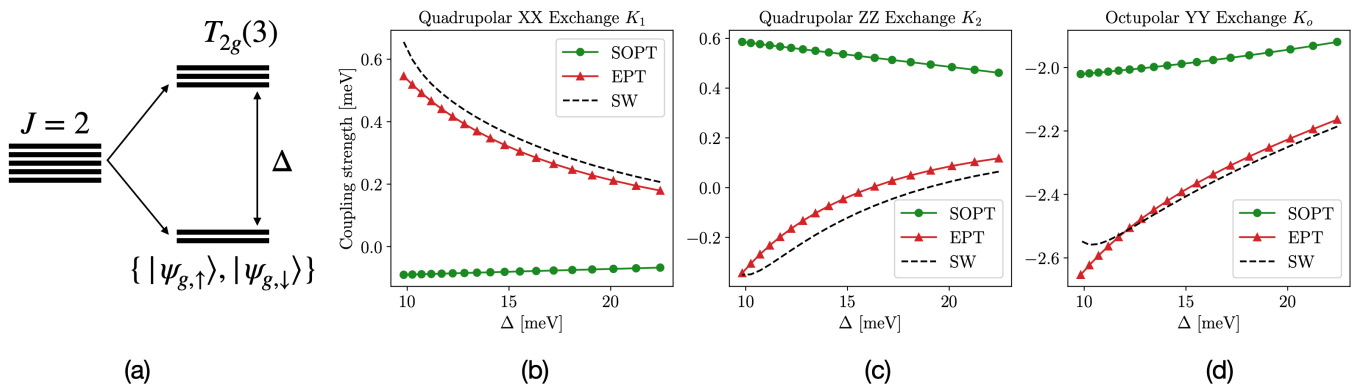 T₂g(3)
J = 2
Δ
{|ψg,↑⟩, |ψg,↓⟩}
(a)
Quadrupolar XX Exchange K₁
Coupling strength [meV]
0.6
0.4
0.2
0.0
SOPT
EPT
SW
10 15 20
Δ [meV]
(b)
Quadrupolar ZZ Exchange K₂
0.6
0.4
0.2
0.0
−0.2
SOPT
EPT
SW
10 15 20
Δ [meV]
(c)
Octupolar YY Exchange Kₒ
−2.0
−2.2
−2.4
−2.6
SOPT
EPT
SW
10 15 20
Δ [meV]
(d)